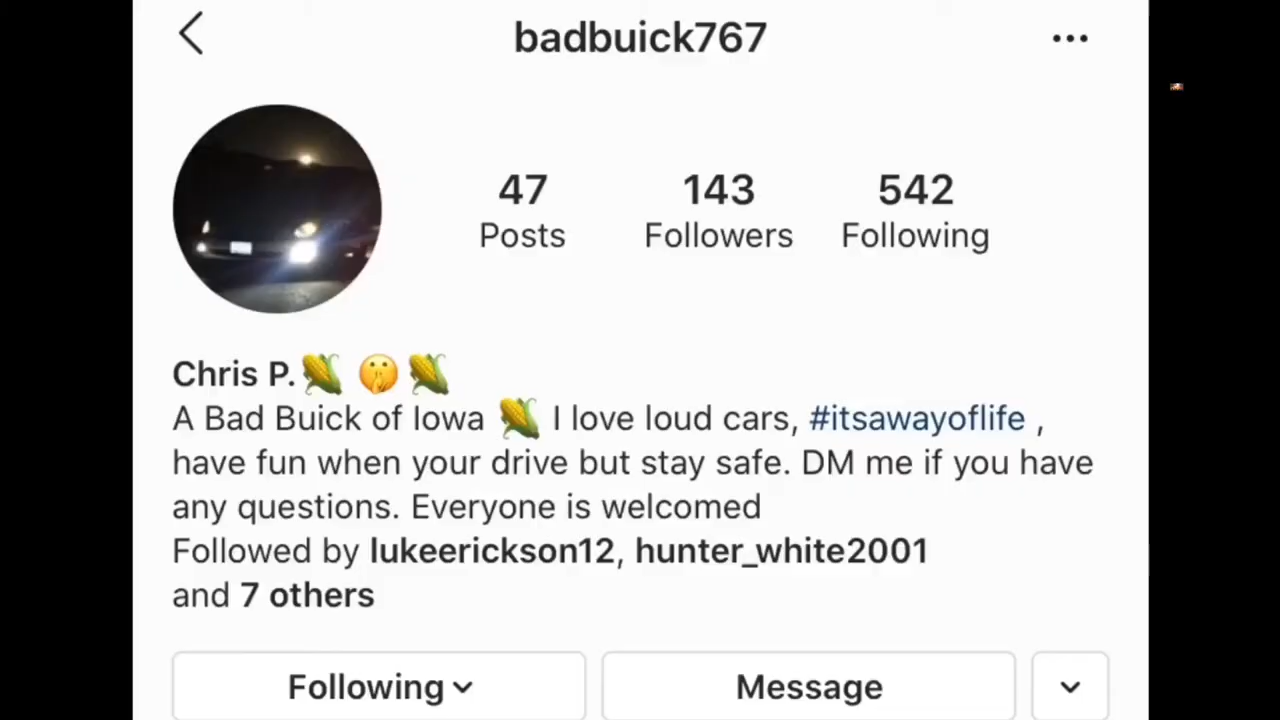 badbuick767
47 143 542
Posts Followers Following
Chris P.🌽 🤫 🌽
A Bad Buick of Iowa 🌽 I love loud cars, #itsawayoflife ,
have fun when your drive but stay safe. DM me if you have
any questions. Everyone is welcomed
Followed by lukeerickson12, hunter_white2001
and 7 others
Following Message